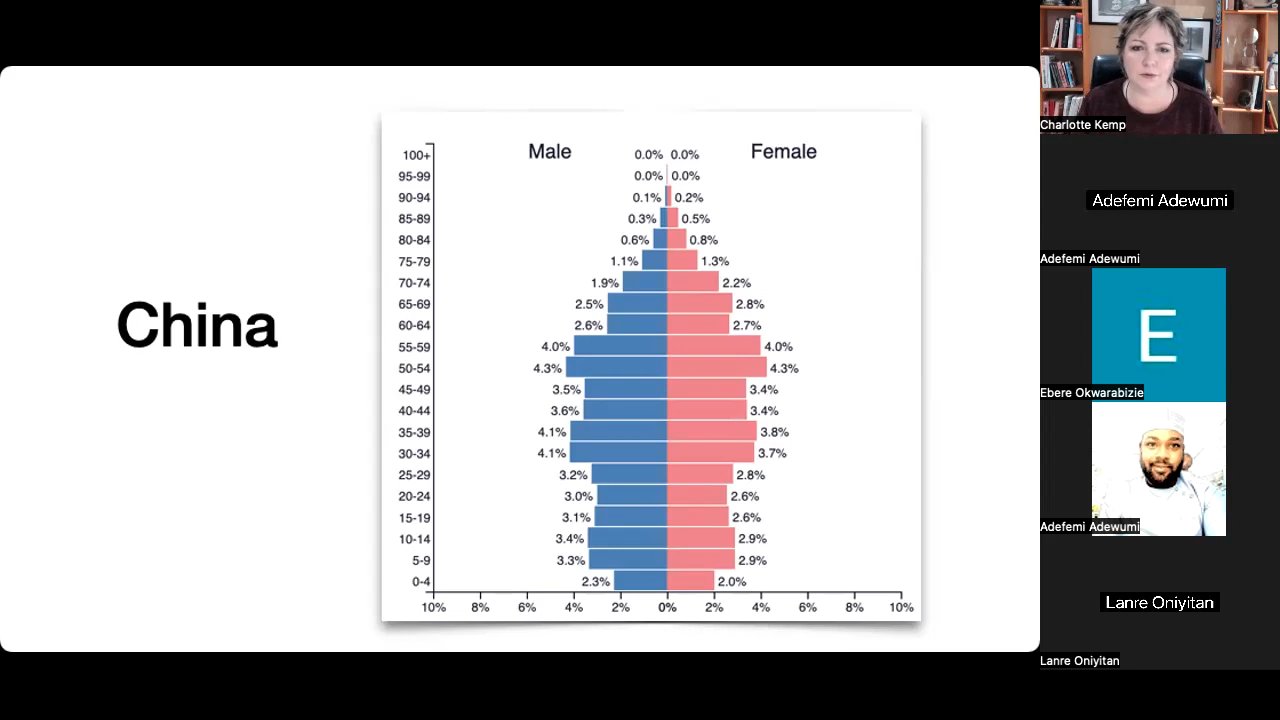 China
Male Female
100+ 0.0% 0.0%
95-99 0.0% 0.0%
90-94 0.1% 0.2%
85-89 0.3% 0.5%
80-84 0.6% 0.8%
75-79 1.1% 1.3%
70-74 1.9% 2.2%
65-69 2.5% 2.8%
60-64 2.6% 2.7%
55-59 4.0% 4.0%
50-54 4.3% 4.3%
45-49 3.5% 3.4%
40-44 3.6% 3.4%
35-39 4.1% 3.8%
30-34 4.1% 3.7%
25-29 3.2% 2.8%
20-24 3.0% 2.6%
15-19 3.1% 2.6%
10-14 3.4% 2.9%
5-9 3.3% 2.9%
0-4 2.3% 2.0%
10% 8% 6% 4% 2% 0% 2% 4% 6% 8% 10%
Charlotte Kemp
Adefemi Adewumi
Adefemi Adewumi
E
Ebere Okwarabizie
Adefemi Adewumi
Lanre Oniyitan
Lanre Oniyitan